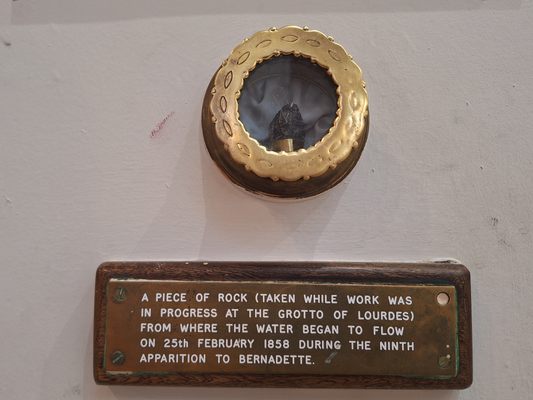 A PIECE OF ROCK (TAKEN WHILE WORK WAS
IN PROGRESS AT THE GROTTO OF LOURDES)
FROM WHERE THE WATER BEGAN TO FLOW
ON 25th FEBRUARY 1858 DURING THE NINTH
APPARITION TO BERNADETTE.